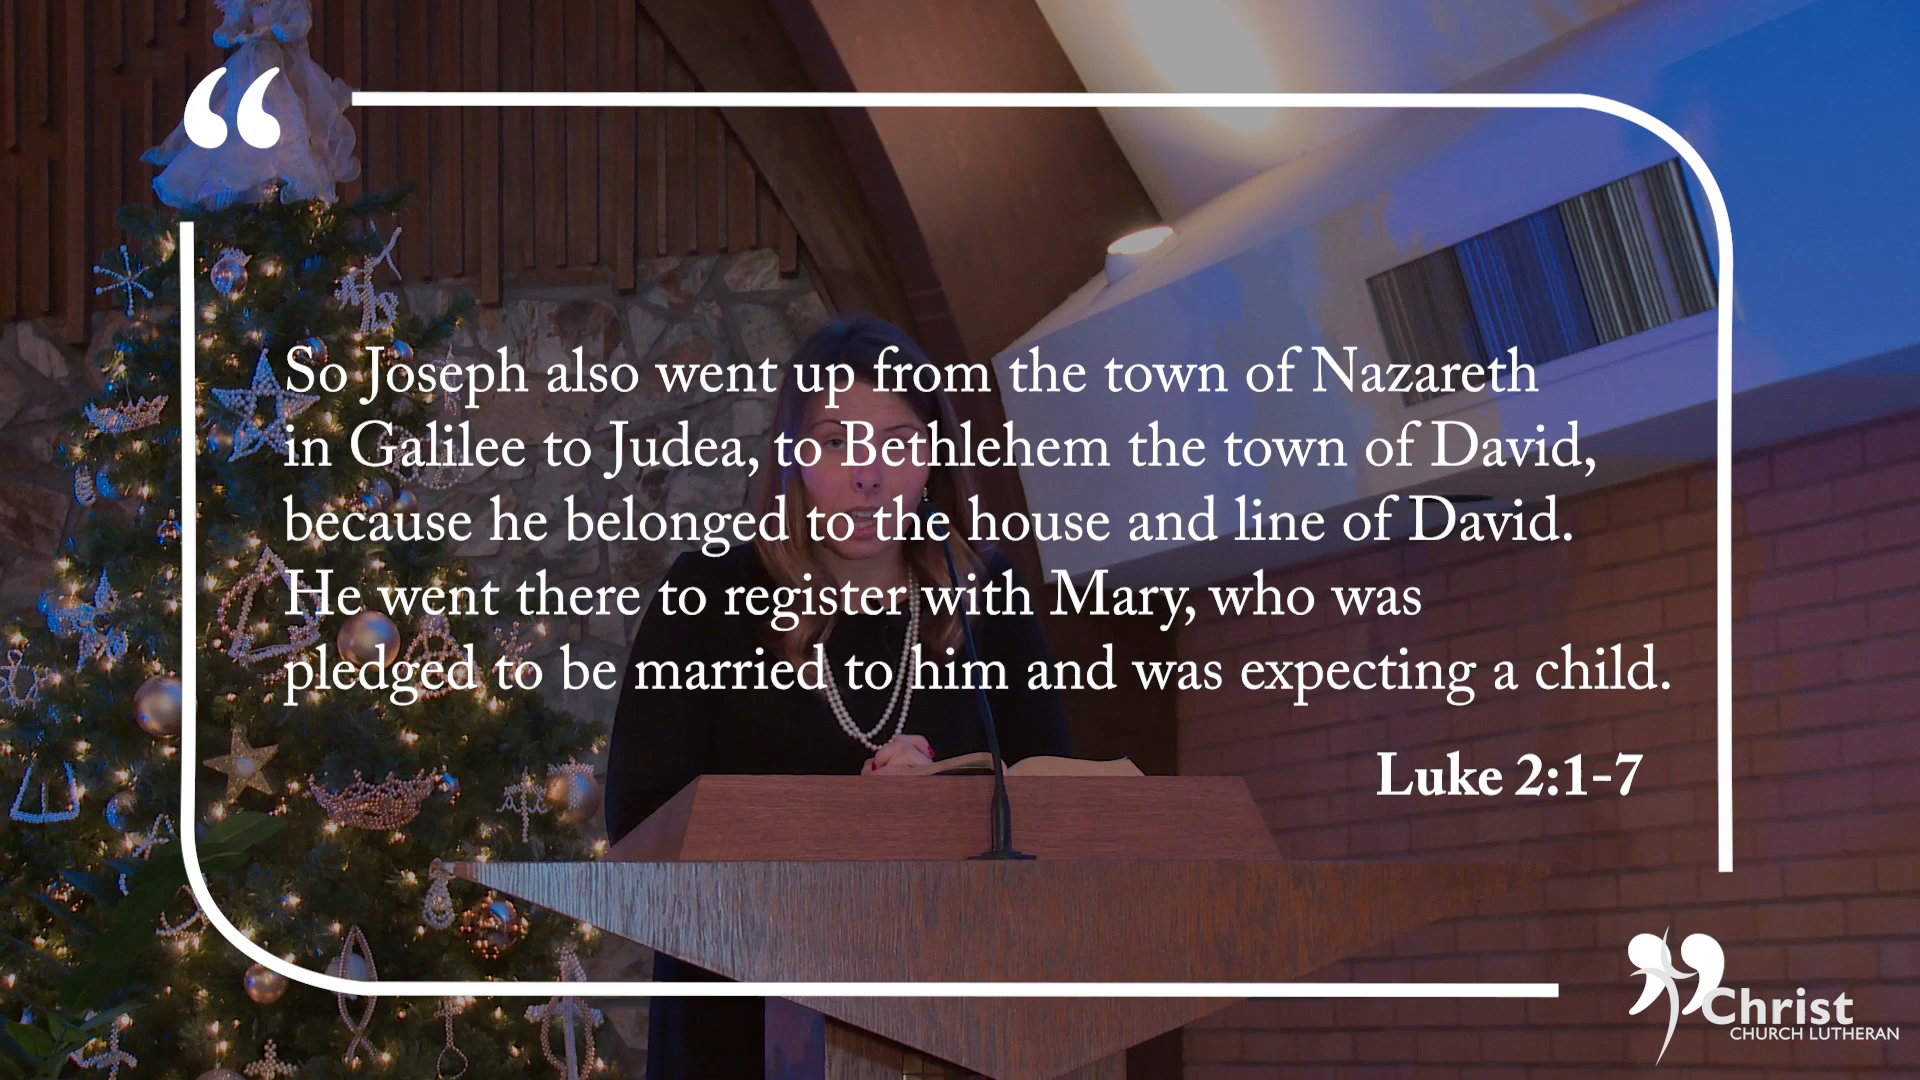 “
So Joseph also went up from the town of Nazareth
in Galilee to Judea, to Bethlehem the town of David,
because he belonged to the house and line of David.
He went there to register with Mary, who was
pledged to be married to him and was expecting a child.
Luke 2:1-7
Christ
CHURCH LUTHERAN